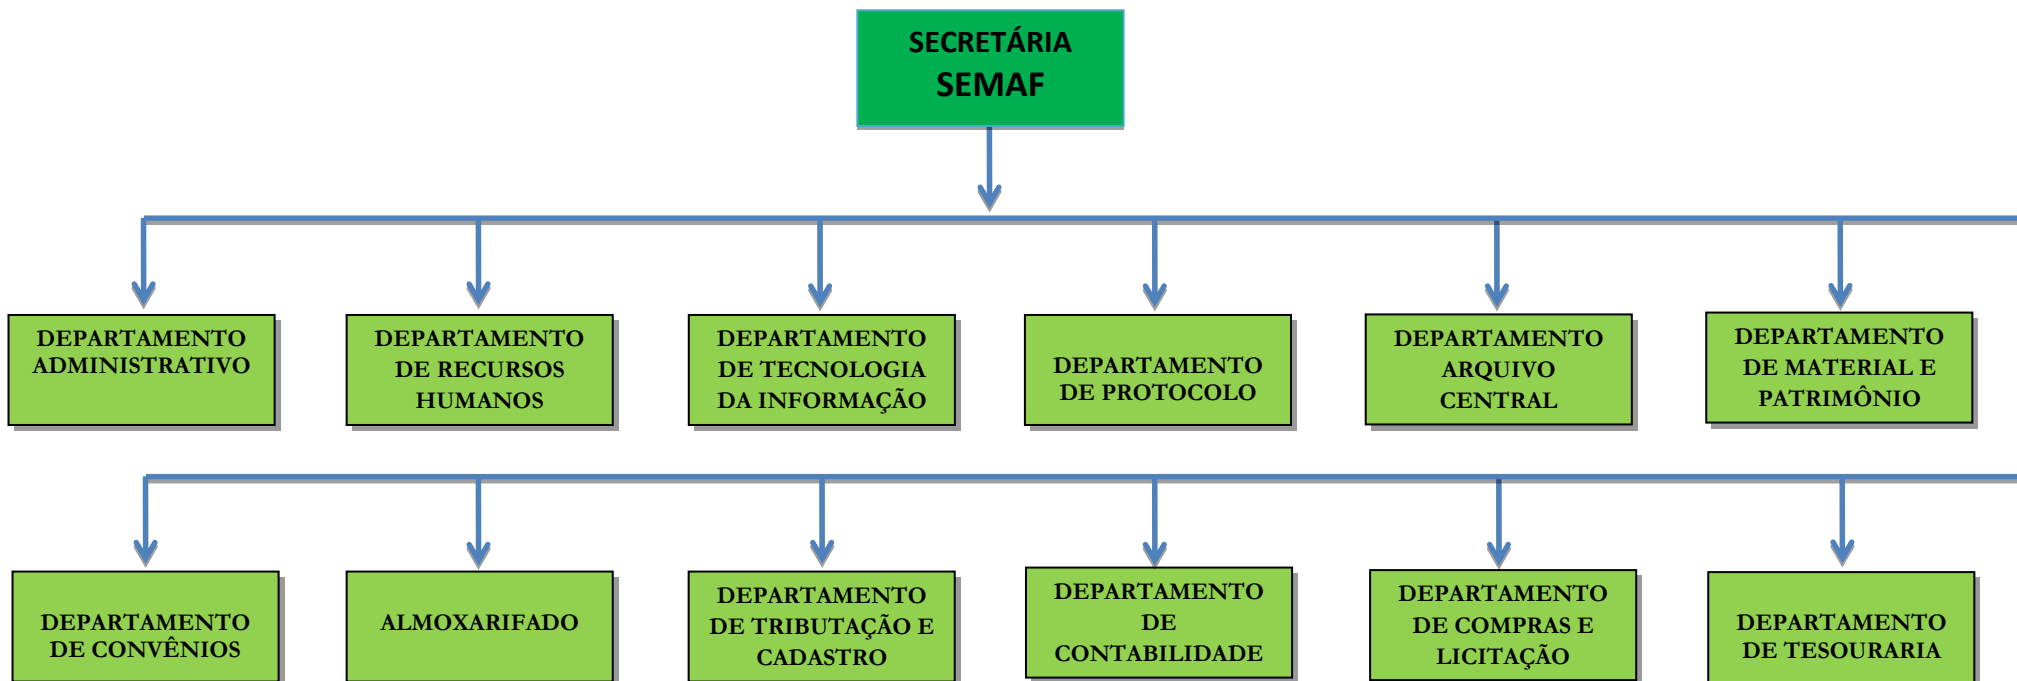 SECRETÁRIA
SEMAF
DEPARTAMENTO
ADMINISTRATIVO
DEPARTAMENTO
DE RECURSOS
HUMANOS
DEPARTAMENTO
DE TECNOLOGIA
DA INFORMAÇÃO
DEPARTAMENTO
DE PROTOCOLO
DEPARTAMENTO
ARQUIVO
CENTRAL
DEPARTAMENTO
DE MATERIAL E
PATRIMÔNIO
DEPARTAMENTO
DE CONVÊNIOS
ALMOXARIFADO
DEPARTAMENTO
DE TRIBUTAÇÃO E
CADASTRO
DEPARTAMENTO
DE
CONTABILIDADE
DEPARTAMENTO
DE COMPRAS E
LICITAÇÃO
DEPARTAMENTO
DE TESOURARIA